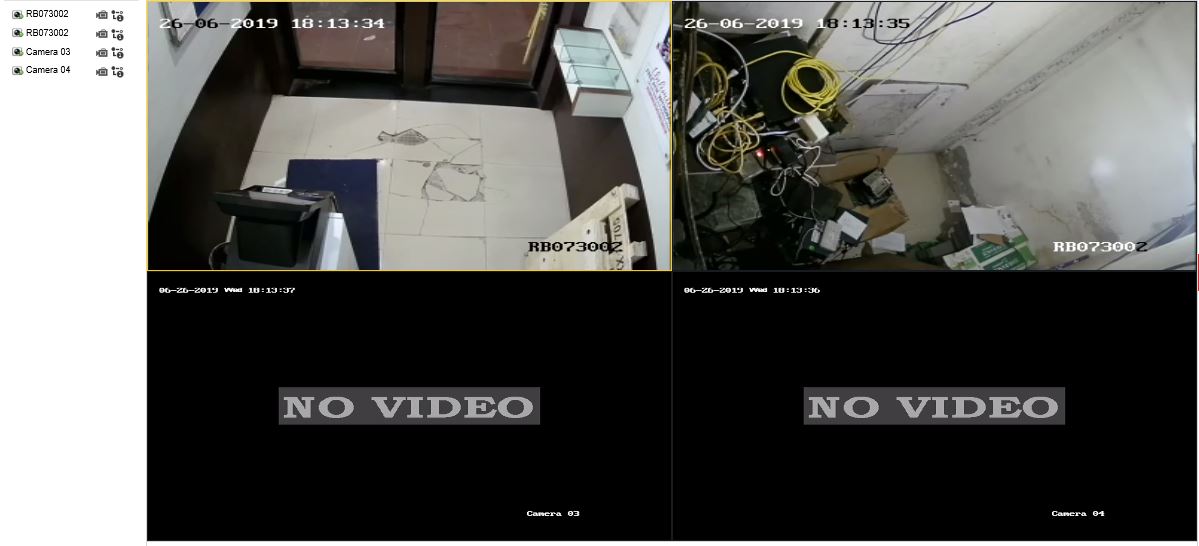 RB073002
RB073002
Camera 03
Camera 04
26-06-2019 18:13:34
RB073002
26-06-2019 18:13:35
RB073002
06-26-2019 Wed 18:13:37
NO VIDEO
Camera 03
06-26-2019 Wed 18:13:36
NO VIDEO
Camera 04